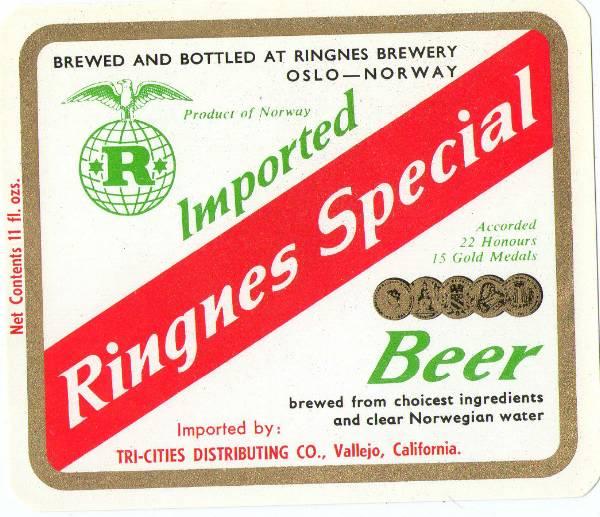 BREWED AND BOTTLED AT RINGNES BREWERY
OSLO—NORWAY
Product of Norway
R
Imported
Ringnes Special
Net Contents 11 fl. ozs.
Accorded
22 Honours
15 Gold Medals
Beer
brewed from choicest ingredients
and clear Norwegian water
Imported by:
TRI-CITIES DISTRIBUTING CO., Vallejo, California.